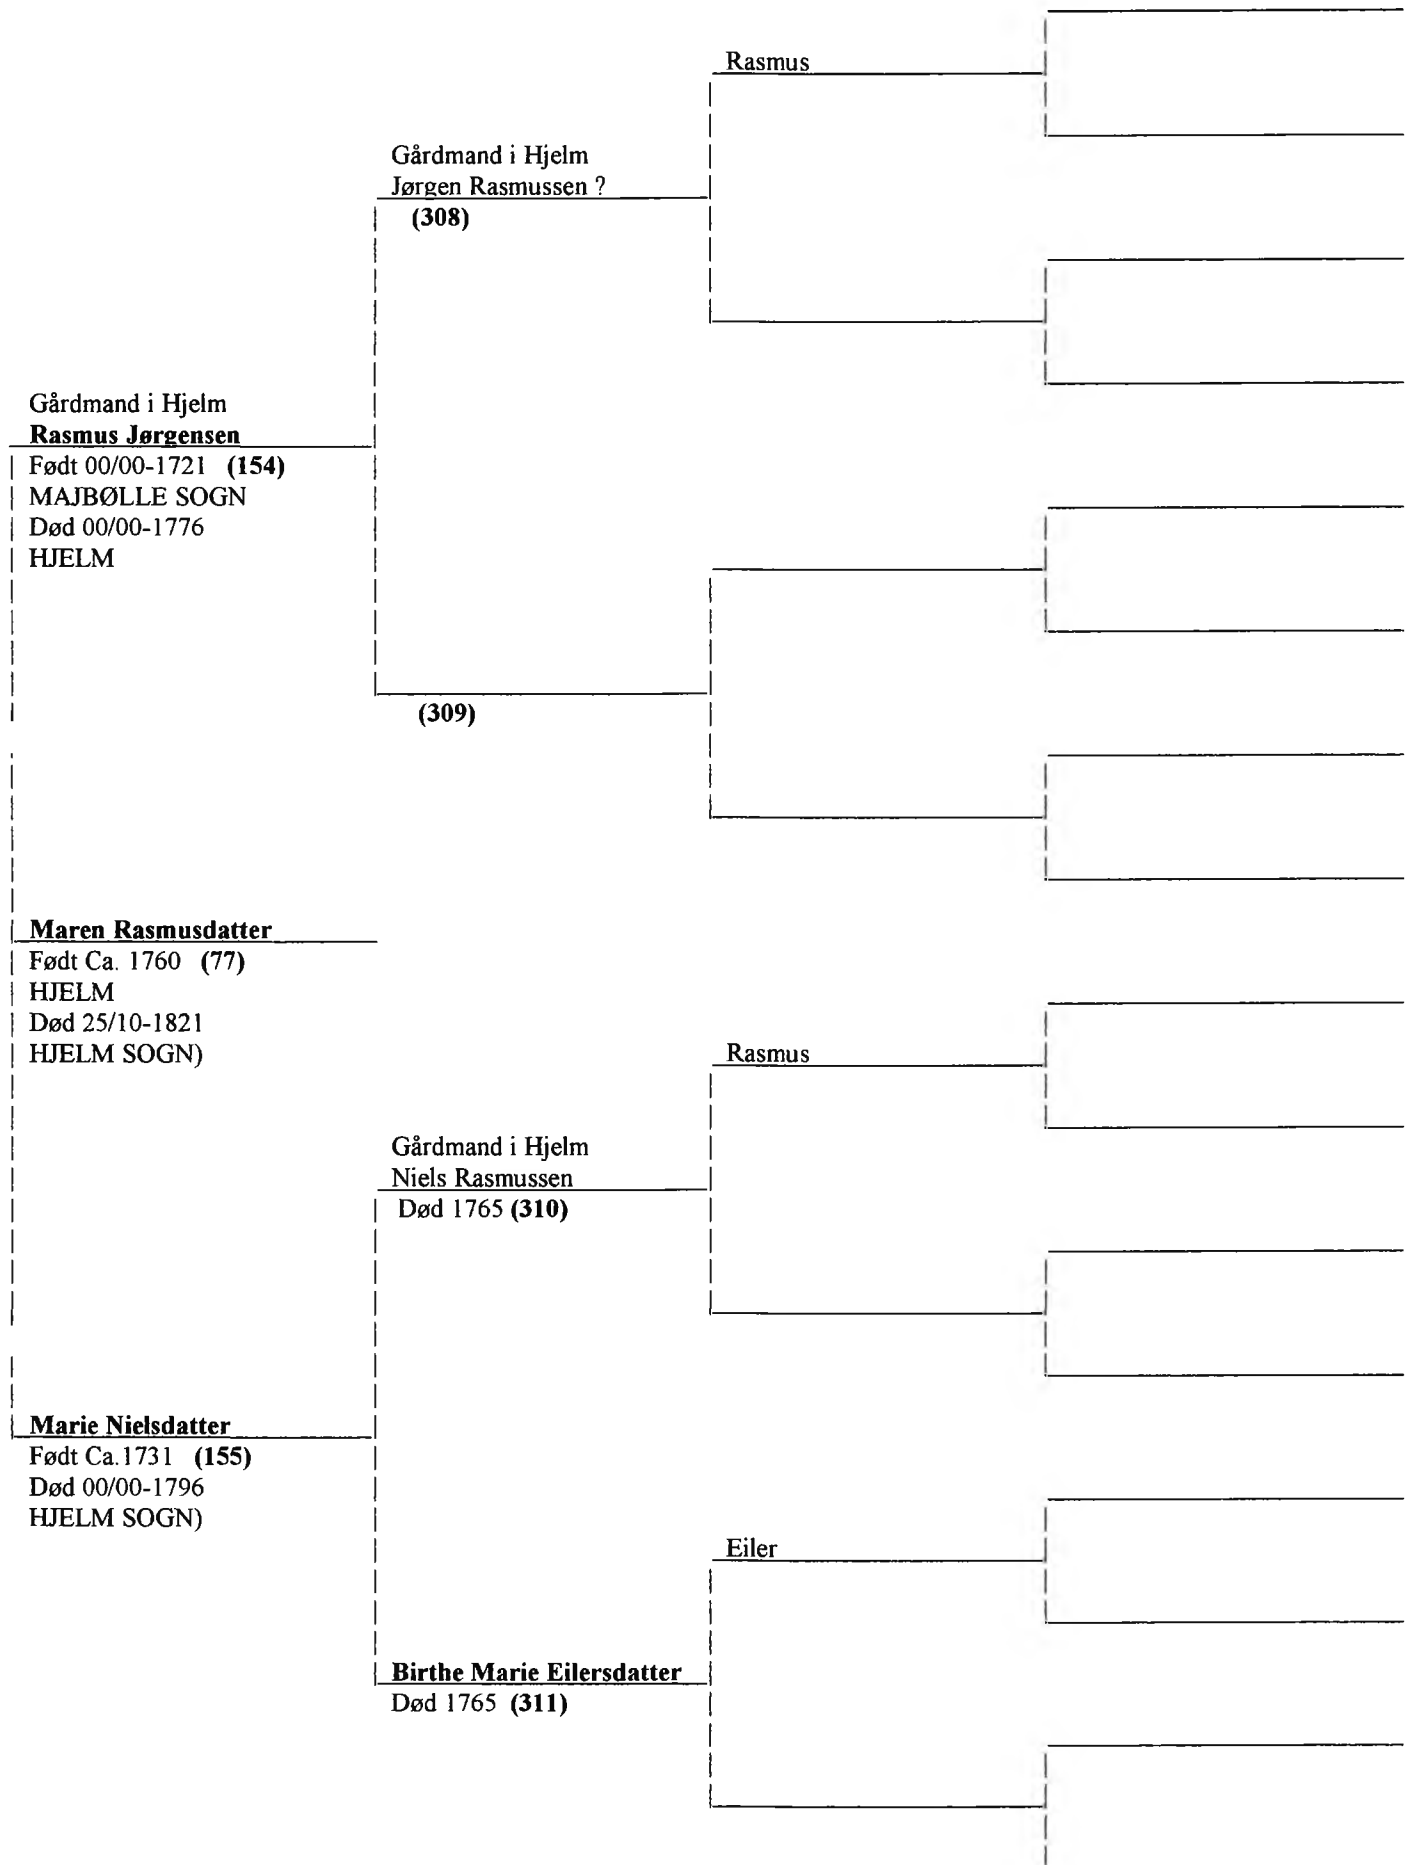 Rasmus
Gårdmand i Hjelm
Jørgen Rasmussen ?
(308)
Gårdmand i Hjelm
Rasmus Jørgensen
Født 00/00-1721 (154)
MAJBØLLE SOGN
Død 00/00-1776
HJELM
(309)
Maren Rasmusdatter
Født Ca. 1760 (77)
HJELM
Død 25/10-1821
HJELM SOGN)
Rasmus
Gårdmand i Hjelm
Niels Rasmussen
Død 1765 (310)
Marie Nielsdatter
Født Ca.1731 (155)
Død 00/00-1796
HJELM SOGN)
Eiler
Birthe Marie Eilersdatter
Død 1765 (311)